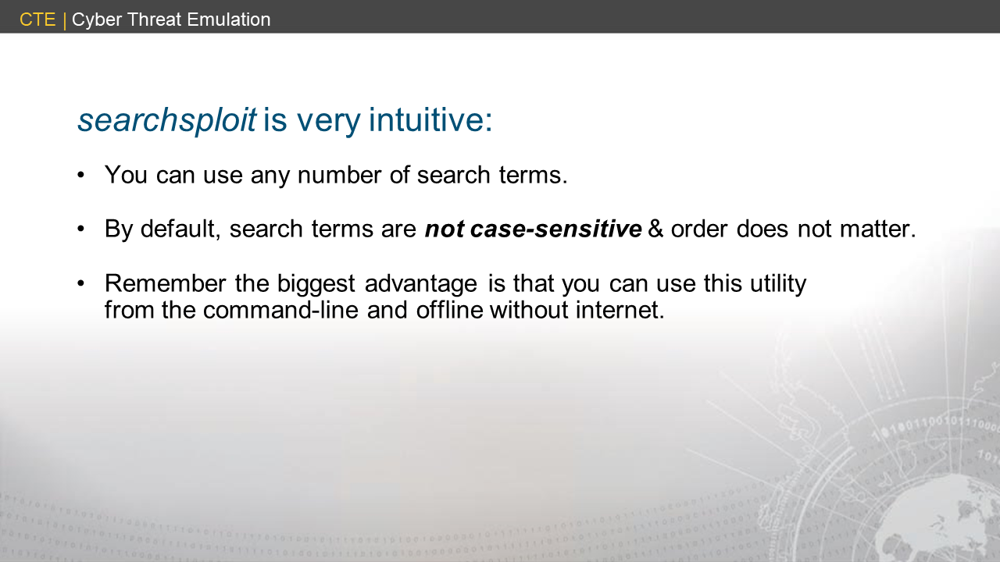 CTE | Cyber Threat Emulation
searchsploit is very intuitive:
• You can use any number of search terms.
• By default, search terms are not case-sensitive & order does not matter.
• Remember the biggest advantage is that you can use this utility
from the command-line and offline without internet.